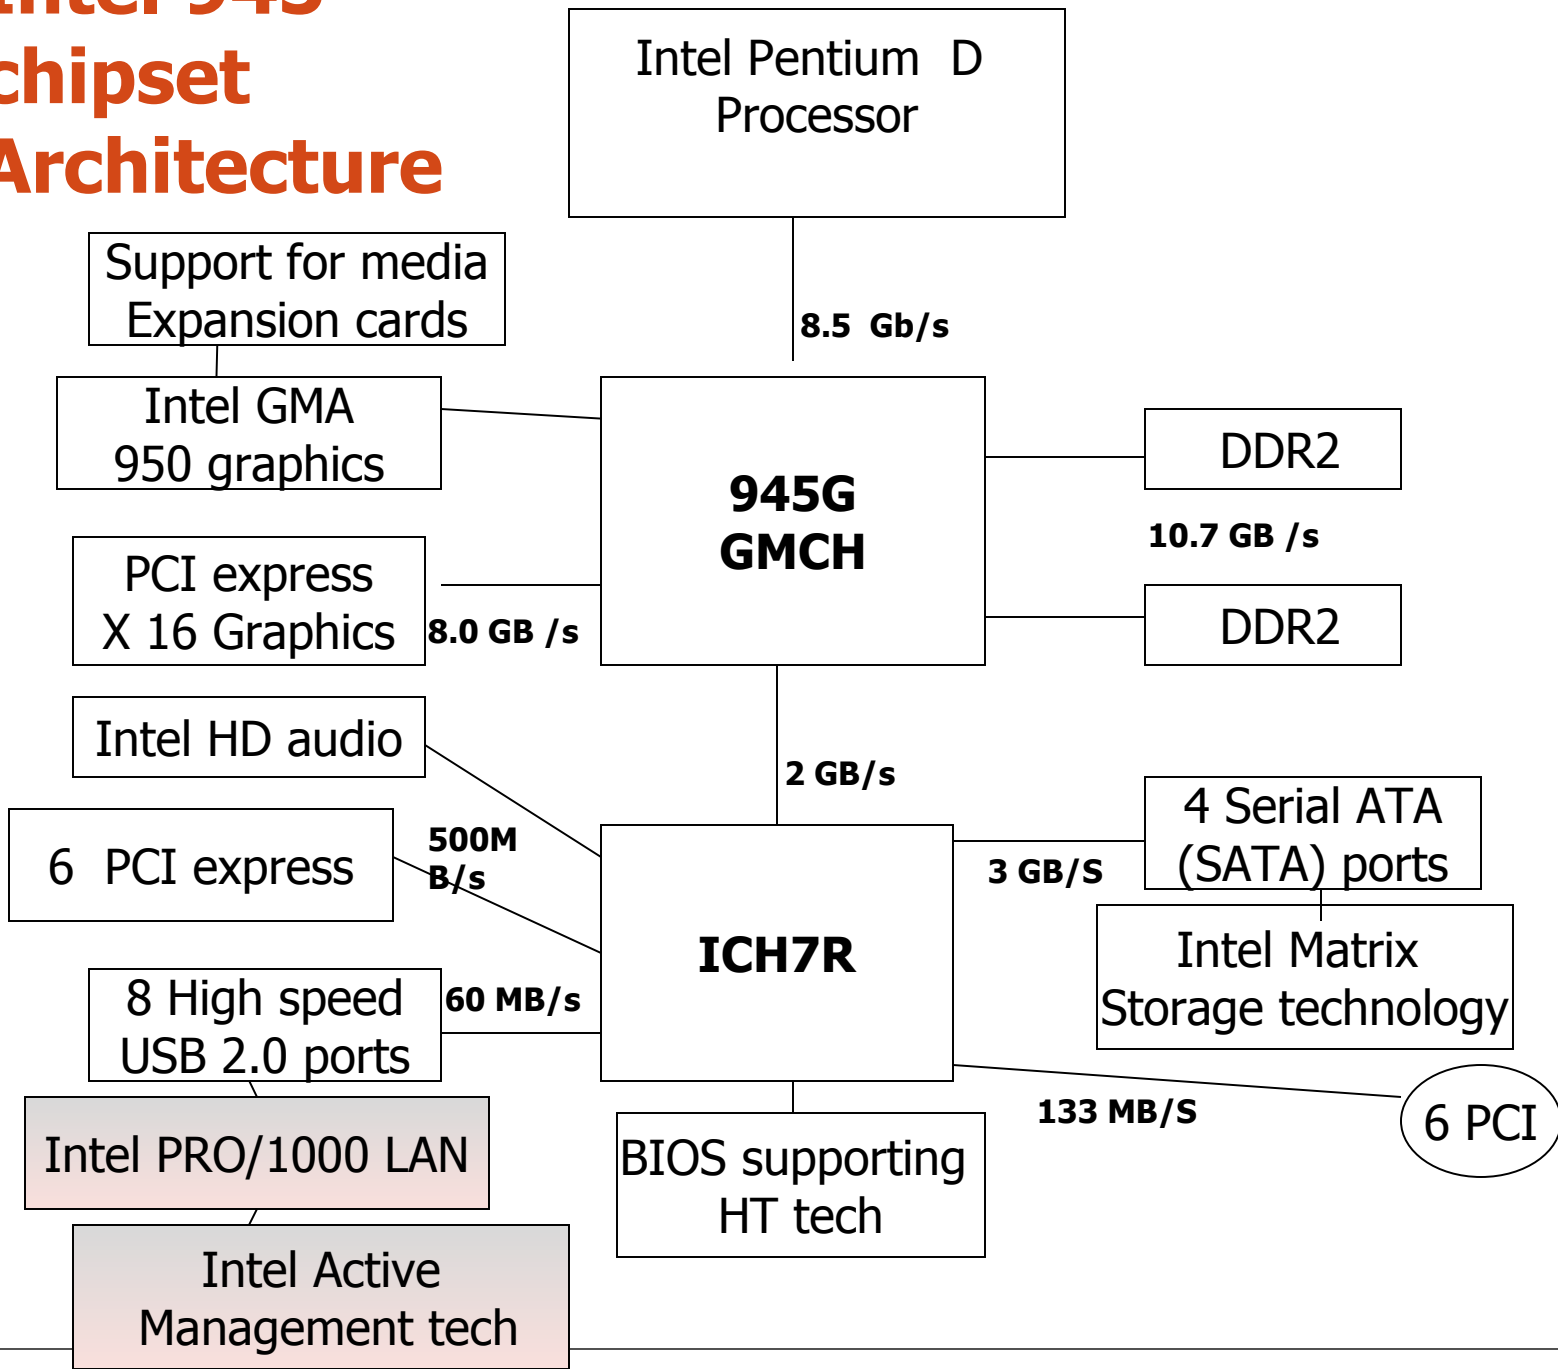 Intel 945
chipset
Architecture
Intel Pentium D
Processor
Support for media
Expansion cards
8.5 Gb/s
Intel GMA
950 graphics
945G
GMCH
DDR2
10.7 GB /s
PCI express
X 16 Graphics
8.0 GB /s
DDR2
Intel HD audio
2 GB/s
6 PCI express
500M
B/s
4 Serial ATA
(SATA) ports
3 GB/S
ICH7R
Intel Matrix
Storage technology
8 High speed
USB 2.0 ports
60 MB/s
133 MB/S
6 PCI
Intel PRO/1000 LAN
BIOS supporting
HT tech
Intel Active
Management tech